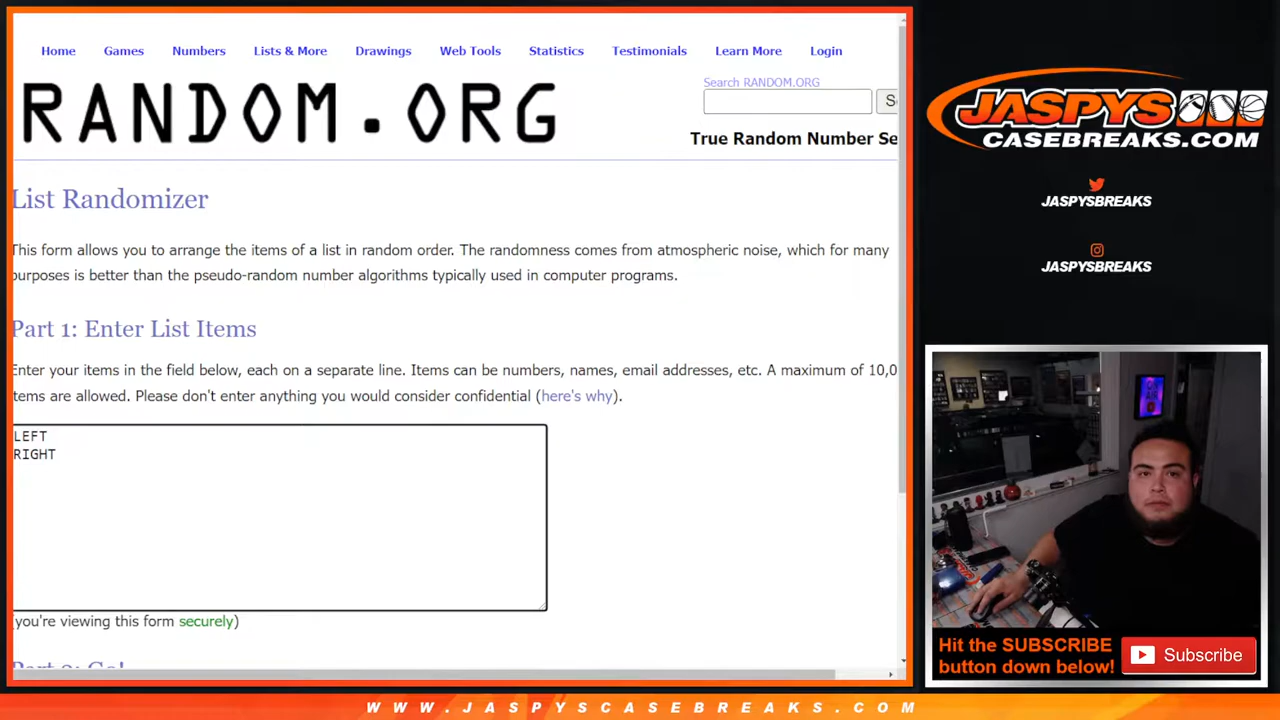 Home Games Numbers Lists & More Drawings Web Tools Statistics Testimonials Learn More Login
RANDOM.ORG
Search RANDOM.ORG
True Random Number Se
List Randomizer
This form allows you to arrange the items of a list in random order. The randomness comes from atmospheric noise, which for many
purposes is better than the pseudo-random number algorithms typically used in computer programs.
Part 1: Enter List Items
Enter your items in the field below, each on a separate line. Items can be numbers, names, email addresses, etc. A maximum of 10,0
items are allowed. Please don't enter anything you would consider confidential (here's why).
LEFT
RIGHT
(you're viewing this form securely)
Part 2: Go!
JASPYS
CASEBREAKS.COM
JASPYSBREAKS
JASPYSBREAKS
Hit the SUBSCRIBE
button down below!
Subscribe
WWW.JASPYSCASEBREAKS.COM